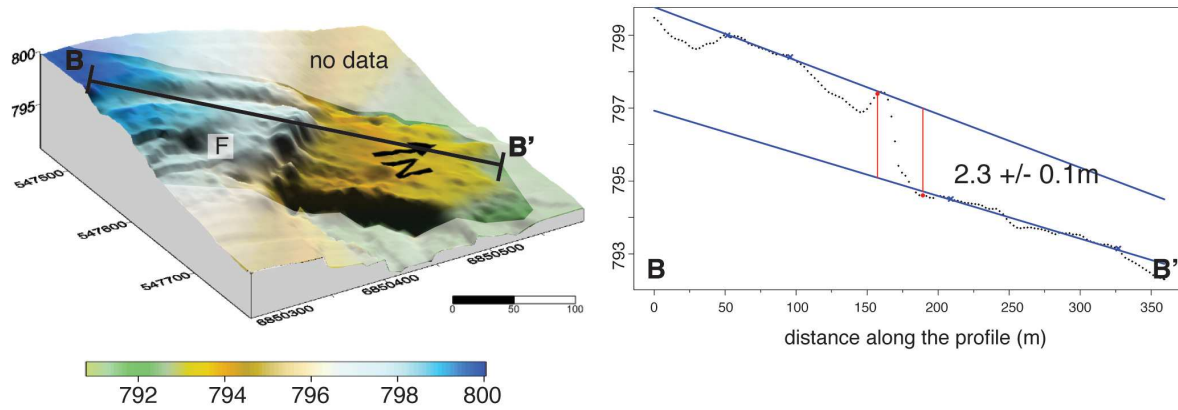 800
795
B
no data
F
N
B'
547500
547600
547700
6850300
6850400
6850500
0 50 100
792 794 796 798 800
799
797
795
793
2.3 +/- 0.1m
B
B'
0 50 100 150 200 250 300 350
distance along the profile (m)